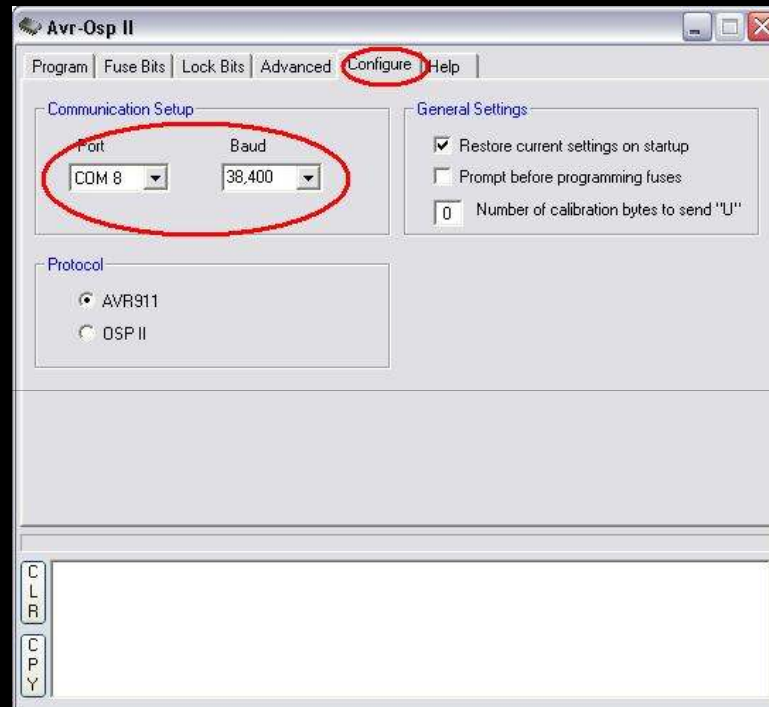 Avr-Osp II
Program Fuse Bits Lock Bits Advanced Configure Help
Communication Setup
Port Baud
COM 8 38,400
General Settings
Restore current settings on startup
Prompt before programming fuses
0 Number of calibration bytes to send "U"
Protocol
AVR911
OSP II
C
L
R
C
P
Y